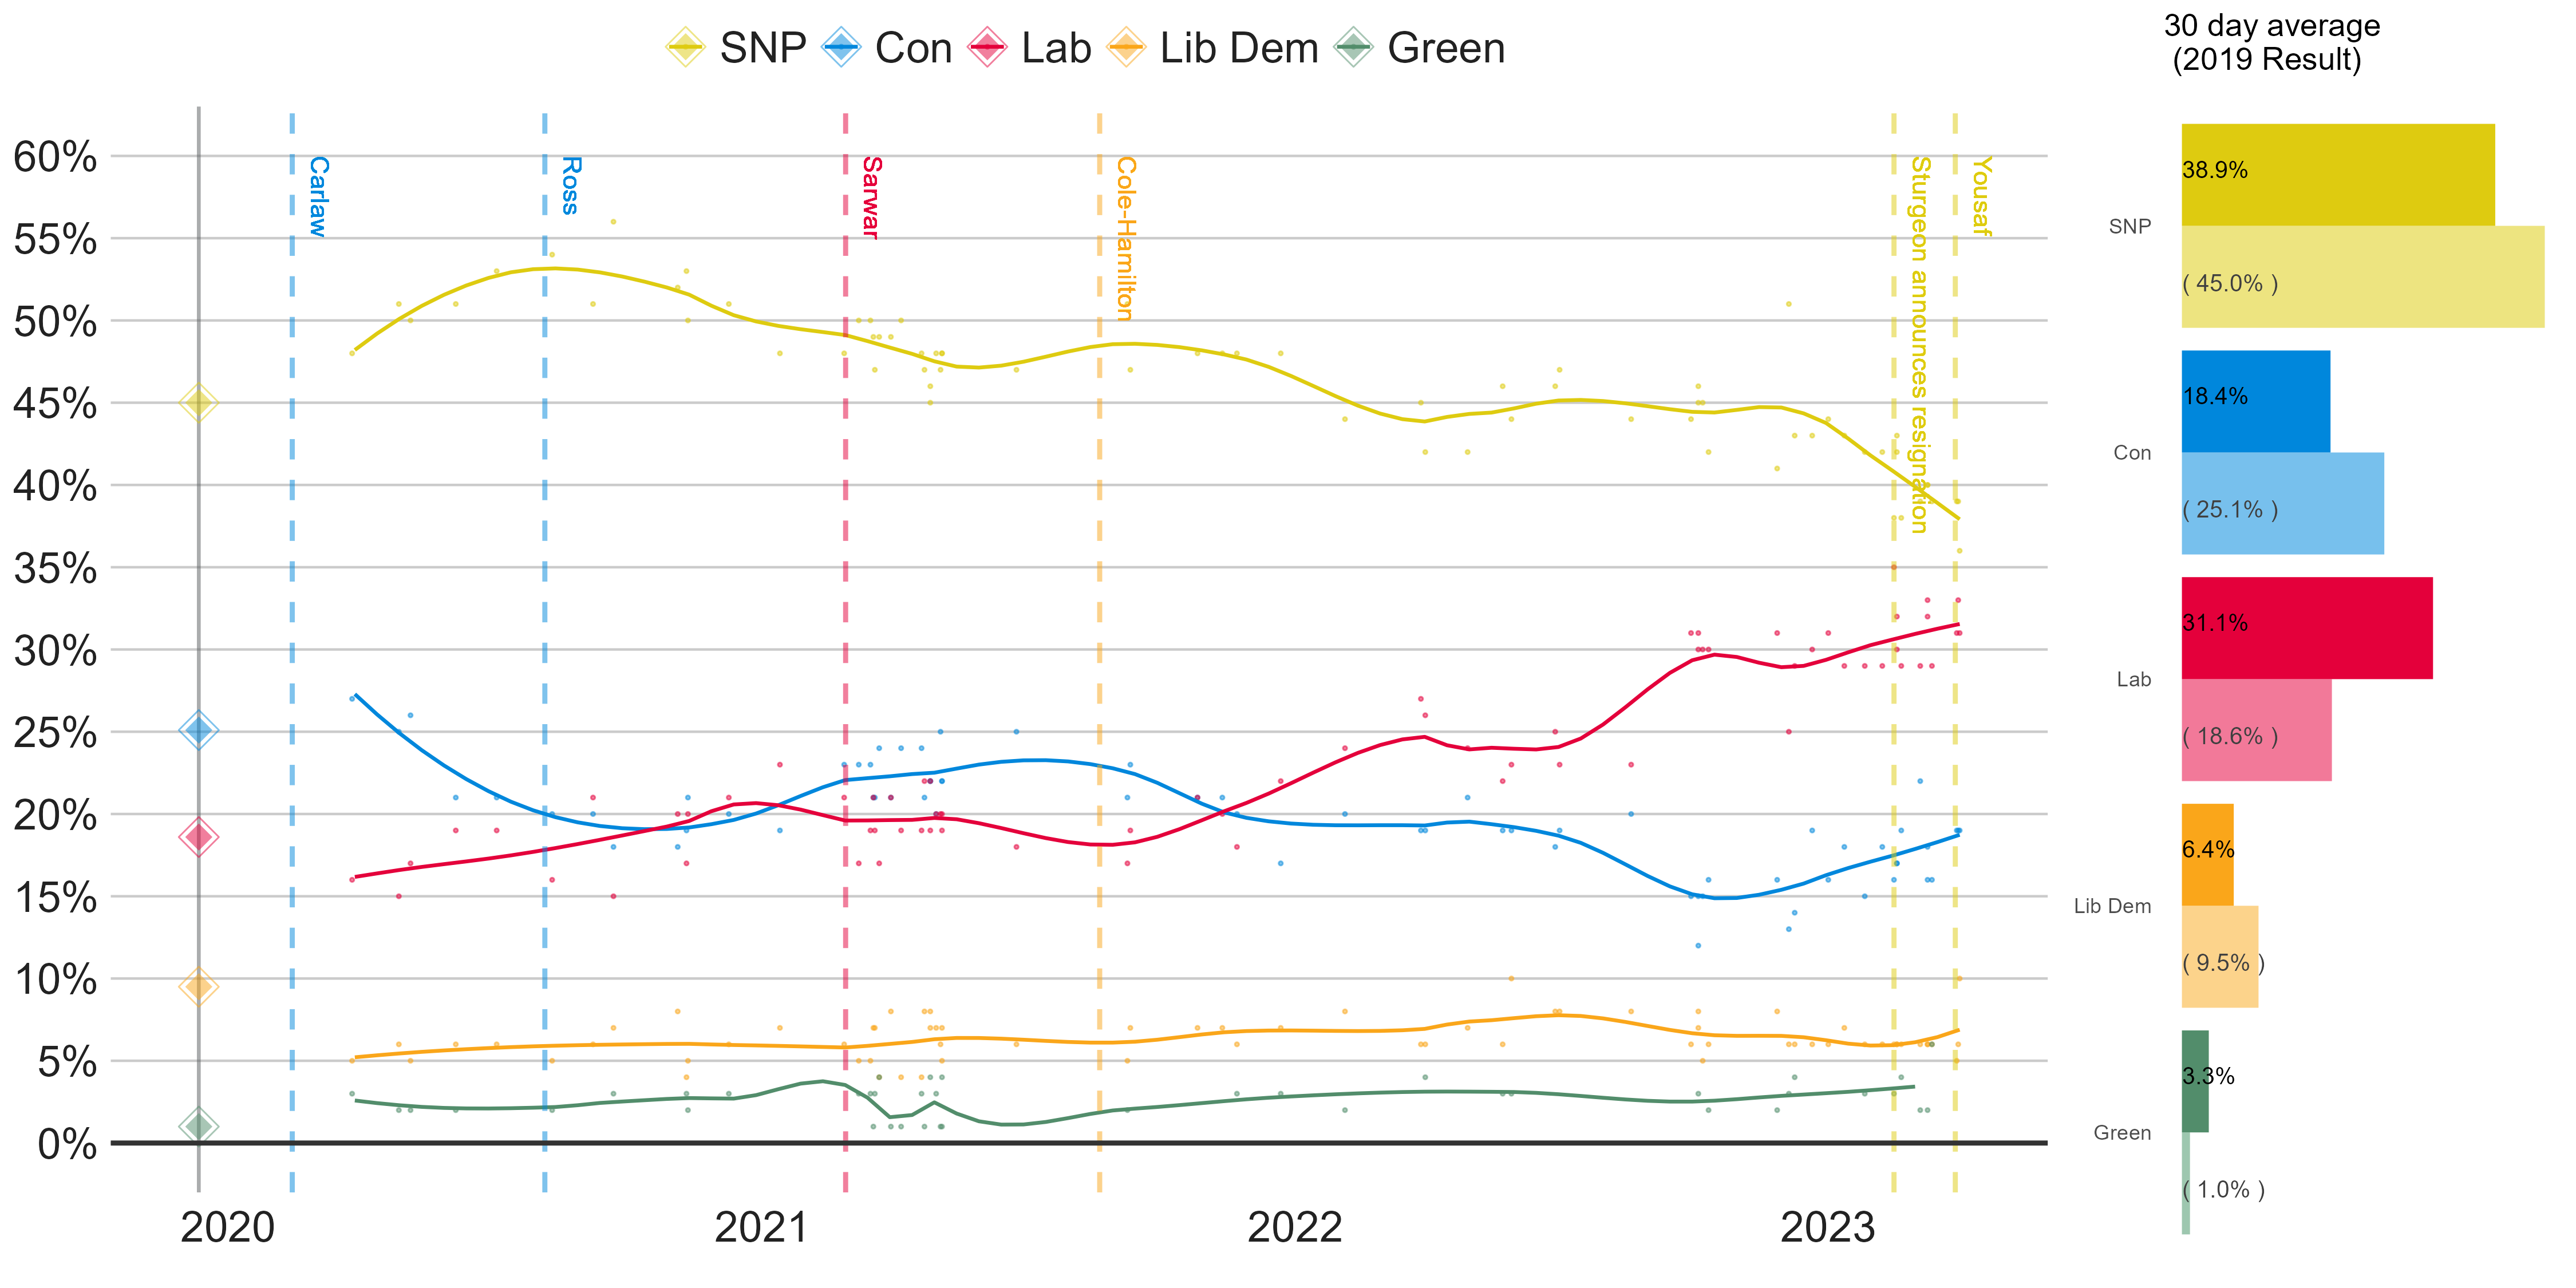 SNP Con Lab Lib Dem Green
30 day average
(2019 Result)
60%
55%
50%
45%
40%
35%
30%
25%
20%
15%
10%
5%
0%
Carlaw
Ross
Sarwar
Cole-Hamilton
Sturgeon announces resignation
Yousaf
2020 2021 2022 2023
SNP
38.9%
( 45.0% )
Con
18.4%
( 25.1% )
Lab
31.1%
( 18.6% )
Lib Dem
6.4%
( 9.5% )
Green
3.3%
( 1.0% )